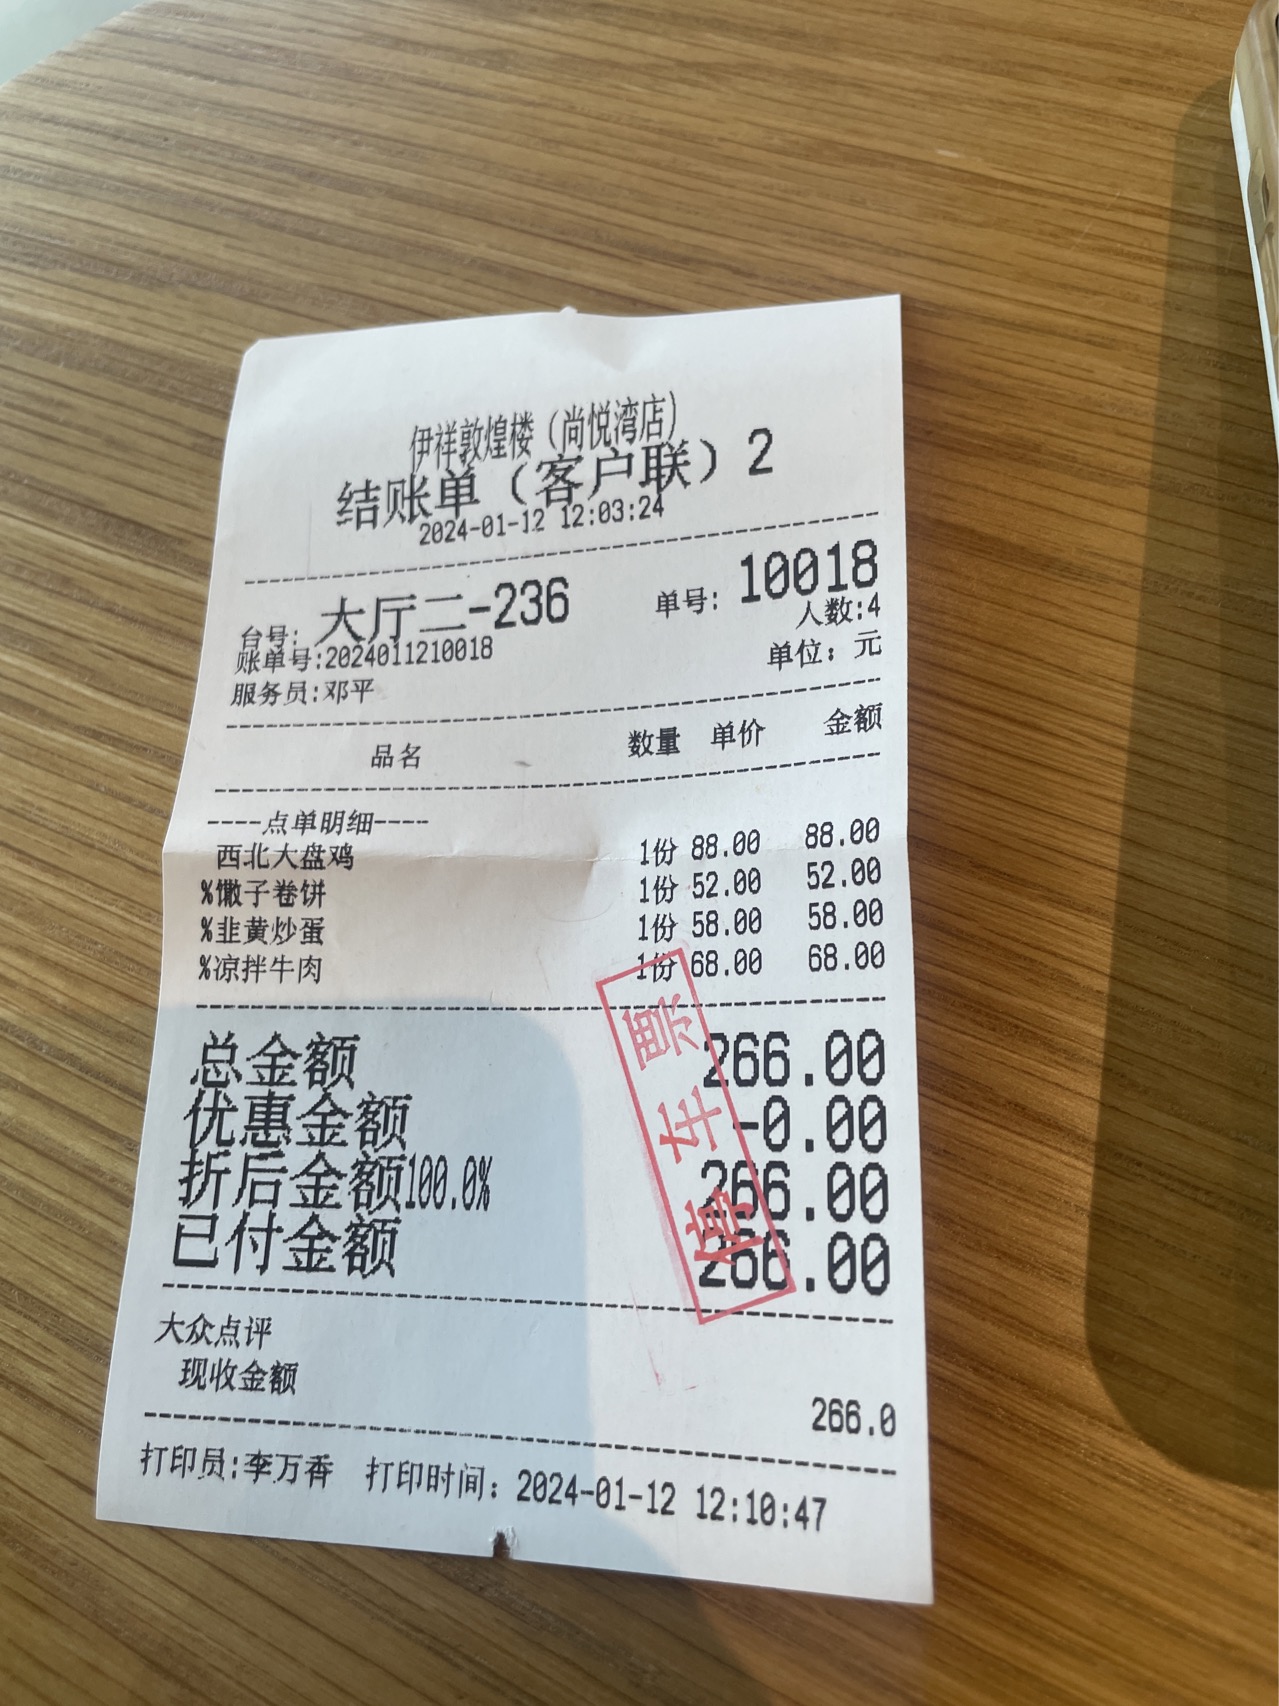 伊祥敦煌楼（尚悦湾店）
结账单（客户联）2
2024-01-12 12:03:24
台号: 大厅二-236 单号: 10018
账单号:2024011210018 人数:4
服务员:邓平 单位: 元
品名 数量 单价 金额
----点单明细----
西北大盘鸡 1份 88.00 88.00
%馓子卷饼 1份 52.00 52.00
%韭黄炒蛋 1份 58.00 58.00
%凉拌牛肉 1份 68.00 68.00
总金额 266.00
优惠金额 -0.00
折后金额100.0% 266.00
已付金额 266.00
停车票
大众点评
现收金额 266.0
打印员:李万香 打印时间: 2024-01-12 12:10:47